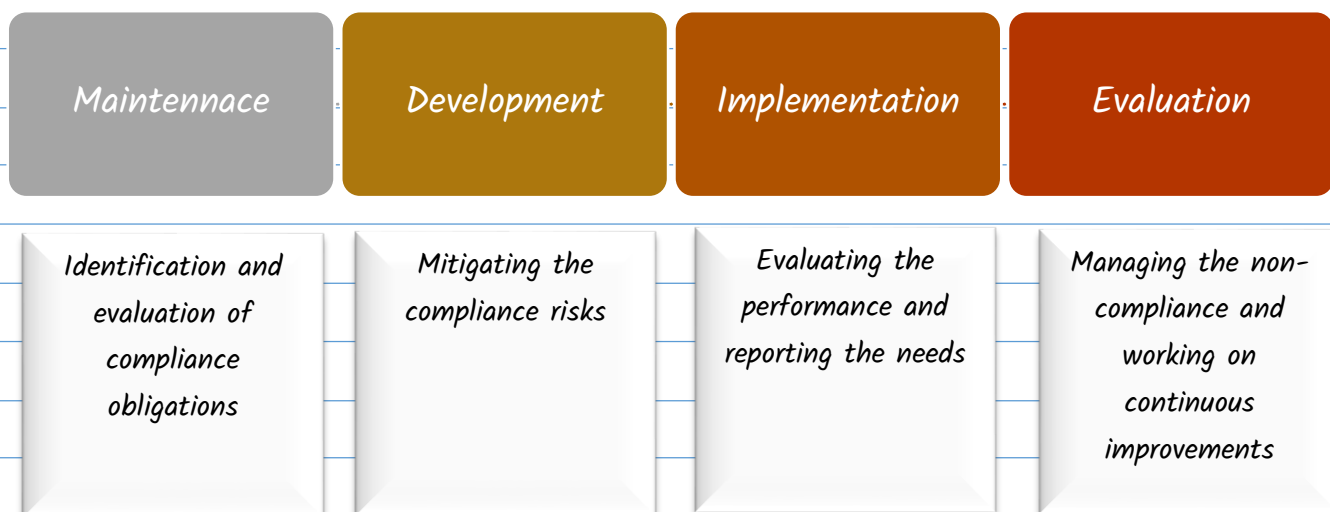 Maintennace
Development
Implementation
Evaluation
Identification and
evaluation of
compliance
obligations
Mitigating the
compliance risks
Evaluating the
performance and
reporting the needs
Managing the non-
compliance and
working on
continuous
improvements